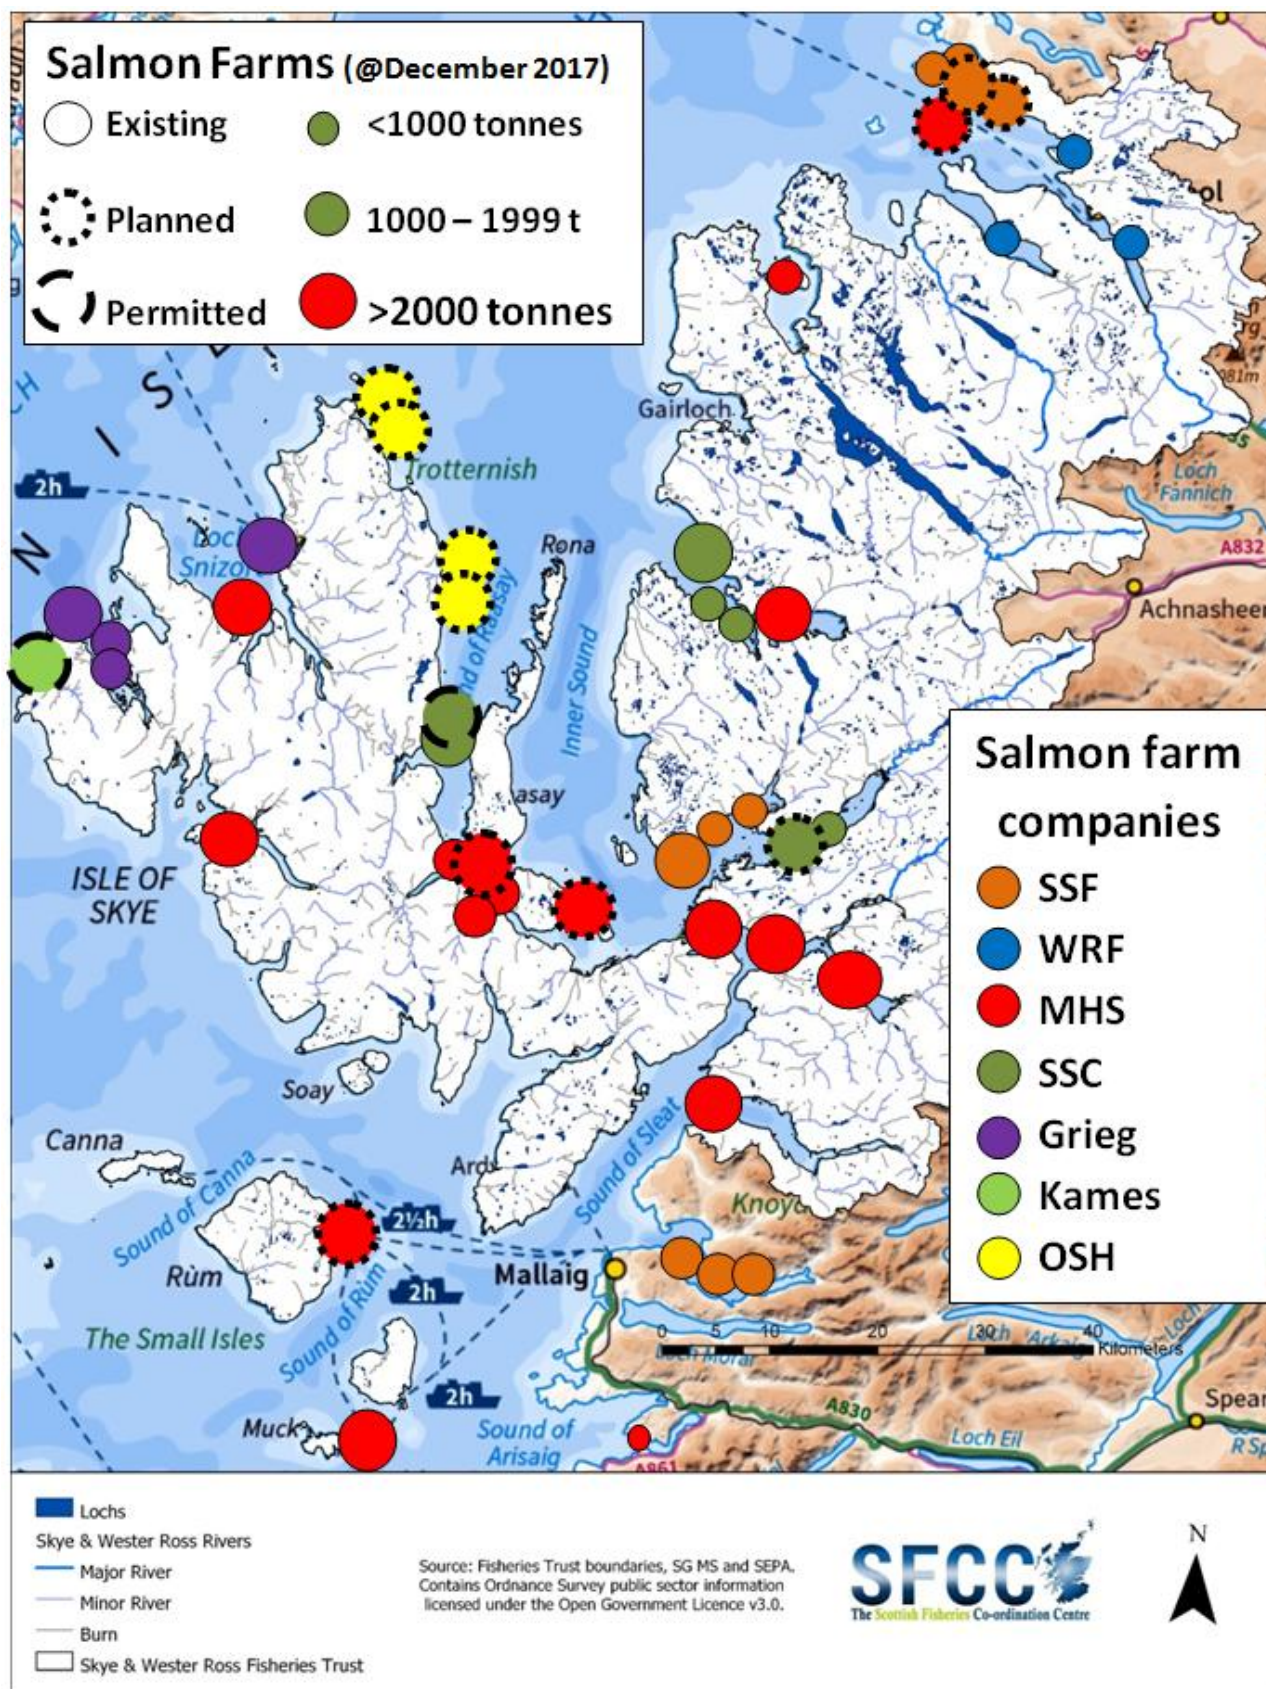 Salmon Farms (@December 2017)
Existing
<1000 tonnes
Planned
1000 – 1999 t
Permitted
>2000 tonnes
Gairloch
Trotternish
2h
Rona
Loch
Fannich
A832
Achnasheen
Inner Sound
asay
ISLE OF
SKYE
Salmon farm
companies
SSF
WRF
MHS
SSC
Grieg
Kames
OSH
Soay
Canna
Sound of Canna
Sound of Sleat
2½h
Rùm
Mallaig
2h
Sound of Rùm
The Small Isles
0 5 10 20 30 40
Kilometers
2h
Muck
Sound of
Arisaig
A830
A861
Loch Eil
Spean
Lochs
Skye & Wester Ross Rivers
Major River
Minor River
Burn
Skye & Wester Ross Fisheries Trust
Source: Fisheries Trust boundaries, SG MS and SEPA.
Contains Ordnance Survey public sector information
licensed under the Open Government Licence v3.0.
SFCC
The Scottish Fisheries Co-ordination Centre
N